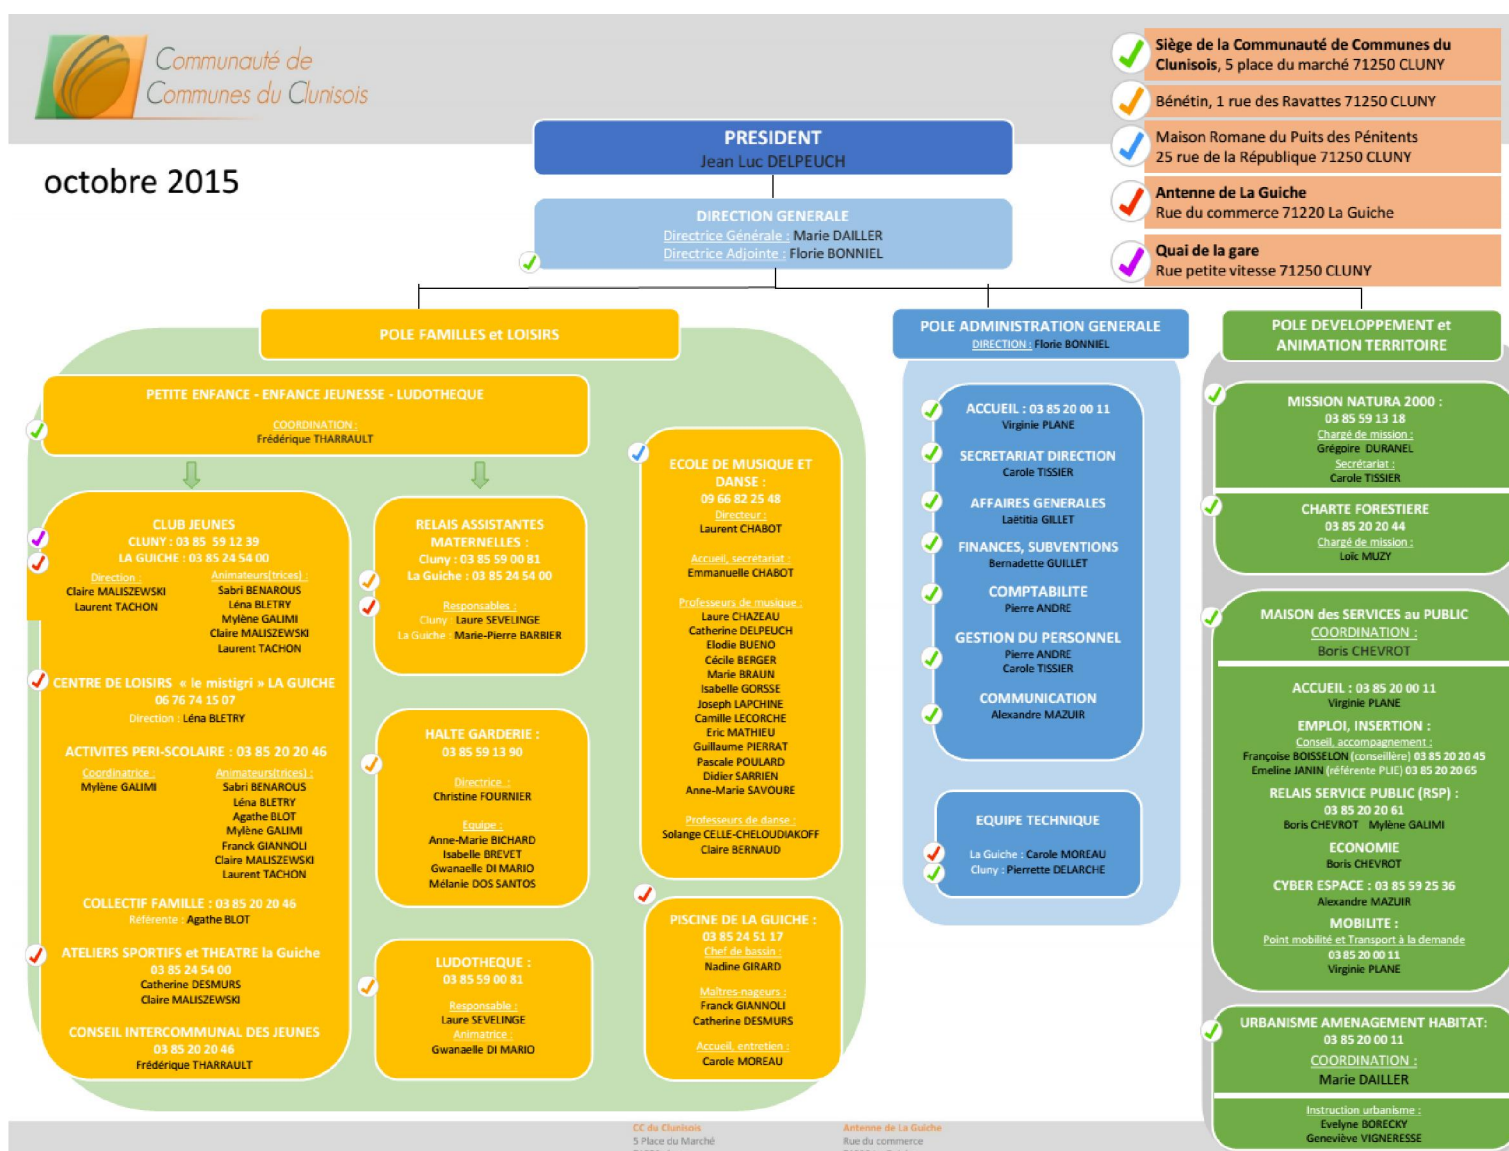 Communauté de
Communes du Clunisois
octobre 2015
Siège de la Communauté de Communes du
Clunisois, 5 place du marché 71250 CLUNY
Bénétin, 1 rue des Ravattes 71250 CLUNY
Maison Romane du Puits des Pénitents
25 rue de la République 71250 CLUNY
Antenne de La Guiche
Rue du commerce 71220 La Guiche
Quai de la gare
Rue petite vitesse 71250 CLUNY
PRESIDENT
Jean Luc DELPEUCH
DIRECTION GENERALE
Directrice Générale : Marie DAILLER
Directrice Adjointe : Florie BONNIEL
POLE FAMILLES et LOISIRS
PETITE ENFANCE - ENFANCE JEUNESSE - LUDOTHEQUE
COORDINATION :
Frédérique THARRAULT
CLUB JEUNES
CLUNY : 03 85 59 12 39
LA GUICHE : 03 85 24 54 00
Direction :
Claire MALISZEWSKI
Laurent TACHON
Animateurs(trices) :
Sabri BENAROUS
Léna BLETRY
Mylène GALIMI
Claire MALISZEWSKI
Laurent TACHON
CENTRE DE LOISIRS « le mistigri » LA GUICHE
06 76 74 15 07
Direction : Léna BLETRY
ACTIVITES PERI-SCOLAIRE : 03 85 20 20 46
Coordinatrice :
Mylène GALIMI
Animateurs(trices) :
Sabri BENAROUS
Léna BLETRY
Agathe BLOT
Mylène GALIMI
Franck GIANNOLI
Claire MALISZEWSKI
Laurent TACHON
COLLECTIF FAMILLE : 03 85 20 20 46
Référente : Agathe BLOT
ATELIERS SPORTIFS et THEATRE la Guiche
03 85 24 54 00
Catherine DESMURS
Claire MALISZEWSKI
CONSEIL INTERCOMMUNAL DES JEUNES
03 85 20 20 46
Frédérique THARRAULT
RELAIS ASSISTANTES
MATERNELLES :
Cluny : 03 85 59 00 81
La Guiche : 03 85 24 54 00
Responsables :
Cluny : Laure SEVELINGE
La Guiche : Marie-Pierre BARBIER
HALTE GARDERIE :
03 85 59 13 90
Directrice :
Christine FOURNIER
Equipe :
Anne-Marie BICHARD
Isabelle BREVET
Gwanaelle DI MARIO
Mélanie DOS SANTOS
LUDOTHEQUE :
03 85 59 00 81
Responsable :
Laure SEVELINGE
Animatrice :
Gwanaelle DI MARIO
ECOLE DE MUSIQUE ET
DANSE :
09 66 82 25 48
Directeur :
Laurent CHABOT
Accueil, secrétariat :
Emmanuelle CHABOT
Professeurs de musique :
Laure CHAZEAU
Catherine DELPEUCH
Elodie BUENO
Cécile BERGER
Marie BRAUN
Isabelle GORSSE
Joseph LAPCHINE
Camille LECORCHE
Eric MATHIEU
Guillaume PIERRAT
Pascale POULARD
Didier SARRIEN
Anne-Marie SAVOURE
Professeurs de danse :
Solange CELLE-CHELOUDIAKOFF
Claire BERNAUD
PISCINE DE LA GUICHE :
03 85 24 51 17
Chef de bassin :
Nadine GIRARD
Maîtres-nageurs :
Franck GIANNOLI
Catherine DESMURS
Accueil, entretien :
Carole MOREAU
POLE ADMINISTRATION GENERALE
DIRECTION : Florie BONNIEL
ACCUEIL : 03 85 20 00 11
Virginie PLANE
SECRETARIAT DIRECTION
Carole TISSIER
AFFAIRES GENERALES
Laëtitia GILLET
FINANCES, SUBVENTIONS
Bernadette GUILLET
COMPTABILITE
Pierre ANDRE
GESTION DU PERSONNEL
Pierre ANDRE
Carole TISSIER
COMMUNICATION
Alexandre MAZUIR
EQUIPE TECHNIQUE
La Guiche : Carole MOREAU
Cluny : Pierrette DELARCHE
POLE DEVELOPPEMENT et
ANIMATION TERRITOIRE
MISSION NATURA 2000 :
03 85 59 13 18
Chargé de mission :
Grégoire DURANEL
Secrétariat :
Carole TISSIER
CHARTE FORESTIERE
03 85 20 20 44
Chargé de mission :
Loïc MUZY
MAISON des SERVICES au PUBLIC
COORDINATION :
Boris CHEVROT
ACCUEIL : 03 85 20 00 11
Virginie PLANE
EMPLOI, INSERTION :
Conseil, accompagnement :
Françoise BOISSELON (conseillère) 03 85 20 20 45
Emeline JANIN (référente PLIE) 03 85 20 20 65
RELAIS SERVICE PUBLIC (RSP) :
03 85 20 20 61
Boris CHEVROT Mylène GALIMI
ECONOMIE
Boris CHEVROT
CYBER ESPACE : 03 85 59 25 36
Alexandre MAZUIR
MOBILITE :
Point mobilité et Transport à la demande
03 85 20 00 11
Virginie PLANE
URBANISME AMENAGEMENT HABITAT:
03 85 20 00 11
COORDINATION :
Marie DAILLER
Instruction urbanisme :
Evelyne BORECKY
Geneviève VIGNERESSE
CC du Clunisois
5 Place du Marché
Antenne de La Guiche
Rue du commerce